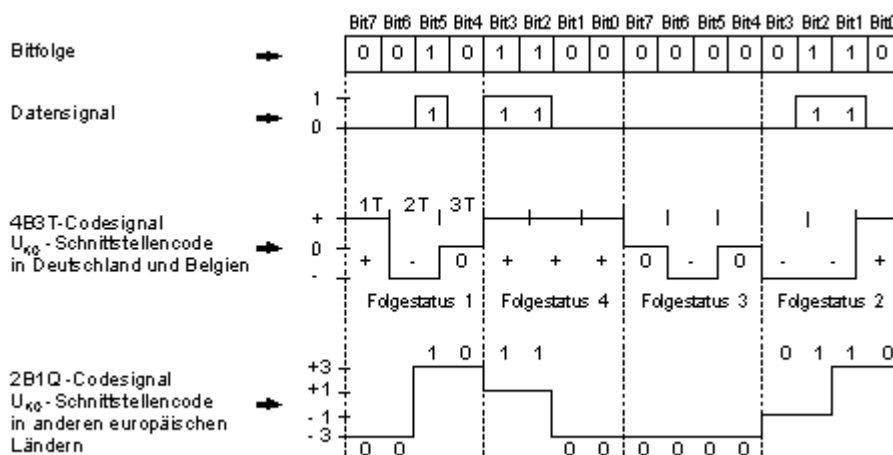 Bit7 Bit6 Bit5 Bit4 Bit3 Bit2 Bit1 Bit0 Bit7 Bit6 Bit5 Bit4 Bit3 Bit2 Bit1 Bit0
Bitfolge 0 0 1 0 1 1 0 0 0 0 0 0 0 1 1 0
1
Datensignal 1 1 1 1 1
0
1T 2T 3T
+
4B3T-Codesignal
0
UK0 - Schnittstellencode
in Deutschland und Belgien + - 0 + + + 0 - 0 - - +
-
Folgestatus 1 Folgestatus 4 Folgestatus 3 Folgestatus 2
1 0 1 1 0 1 1 0
+3
2B1Q-Codesignal
+1
UK0 - Schnittstellencode
- 1
in anderen europäischen
- 3
Ländern
0 0 0 0 0 0 0 0